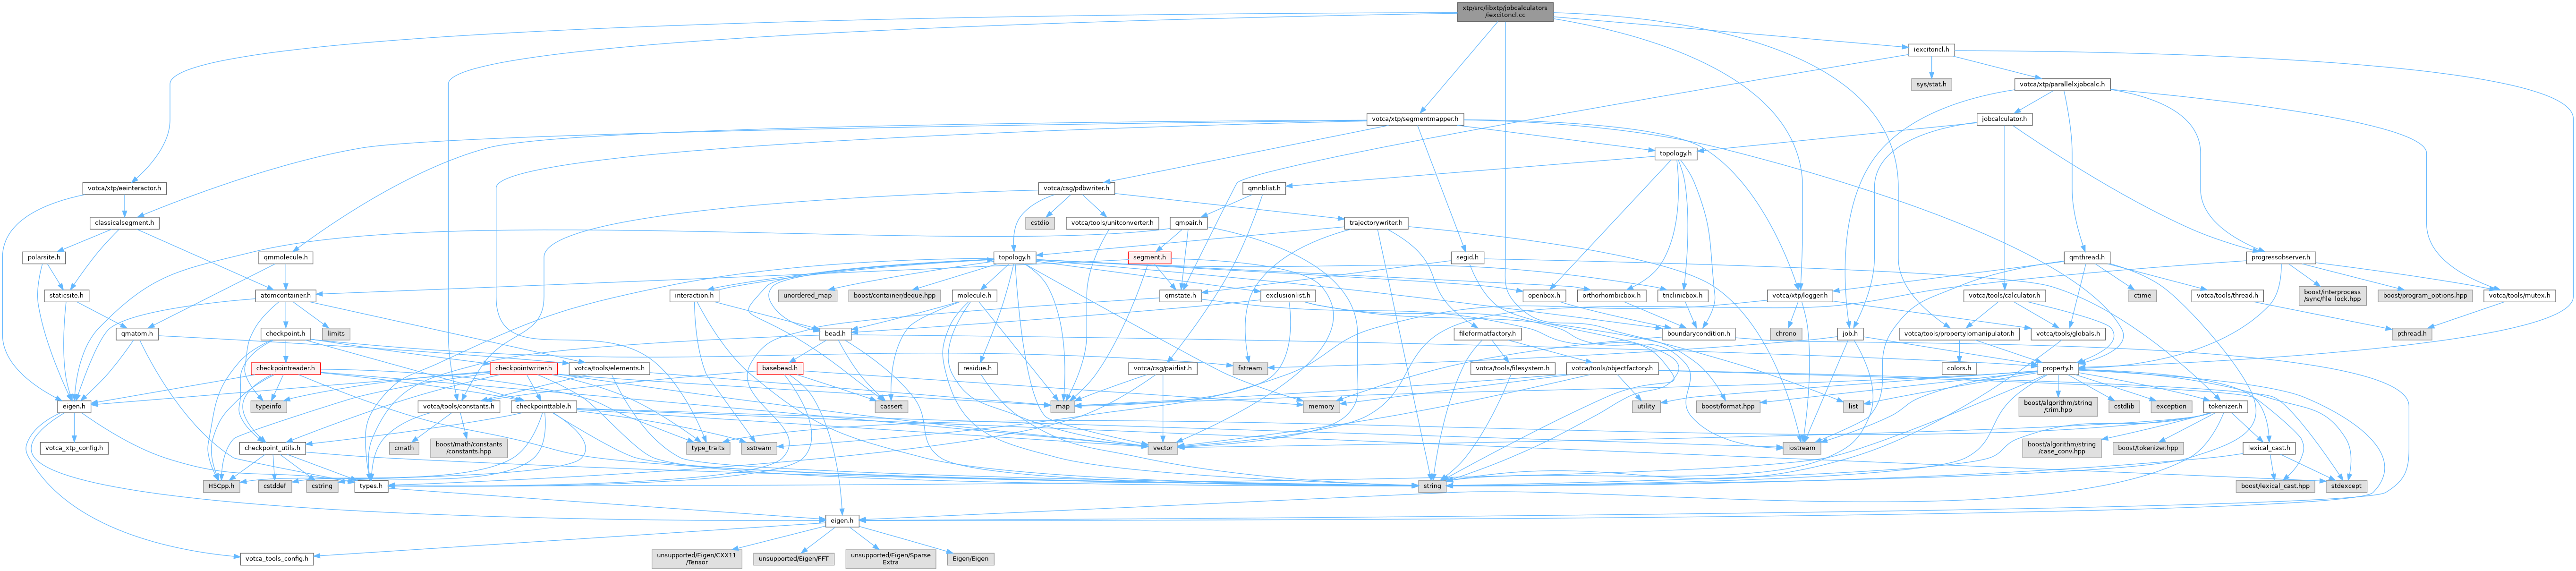 xtp/src/libxtp/jobcalculators
/iexcitoncl.cc
iexcitoncl.h
sys/stat.h
votca/xtp/parallelxjobcalc.h
votca/xtp/segmentmapper.h
jobcalculator.h
topology.h
votca/xtp/eeinteractor.h
votca/csg/pdbwriter.h
qmnblist.h
classicalsegment.h
cstdio
votca/tools/unitconverter.h
qmpair.h
trajectorywriter.h
polarsite.h
qmmolecule.h
topology.h
segment.h
segid.h
qmthread.h
progressobserver.h
staticsite.h
atomcontainer.h
interaction.h
unordered_map
boost/container/deque.hpp
molecule.h
qmstate.h
exclusionlist.h
openbox.h
orthorhombicbox.h
triclinicbox.h
votca/xtp/logger.h
votca/tools/calculator.h
ctime
votca/tools/thread.h
boost/interprocess
/sync/file_lock.hpp
boost/program_options.hpp
votca/tools/mutex.h
qmatom.h
checkpoint.h
limits
bead.h
fileformatfactory.h
boundarycondition.h
chrono
job.h
votca/tools/propertyiomanipulator.h
votca/tools/globals.h
pthread.h
checkpointreader.h
checkpointwriter.h
fstream
votca/tools/elements.h
basebead.h
residue.h
votca/csg/pairlist.h
votca/tools/filesystem.h
votca/tools/objectfactory.h
property.h
colors.h
eigen.h
typeinfo
votca/tools/constants.h
checkpointtable.h
cassert
memory
map
utility
boost/format.hpp
list
boost/algorithm/string
/trim.hpp
cstdlib
exception
tokenizer.h
votca_xtp_config.h
checkpoint_utils.h
cmath
boost/math/constants
/constants.hpp
type_traits
sstream
vector
iostream
boost/algorithm/string
/case_conv.hpp
boost/tokenizer.hpp
lexical_cast.h
H5Cpp.h
cstddef
cstring
types.h
string
boost/lexical_cast.hpp
stdexcept
eigen.h
votca_tools_config.h
unsupported/Eigen/CXX11
/Tensor
unsupported/Eigen/FFT
unsupported/Eigen/Sparse
Extra
Eigen/Eigen